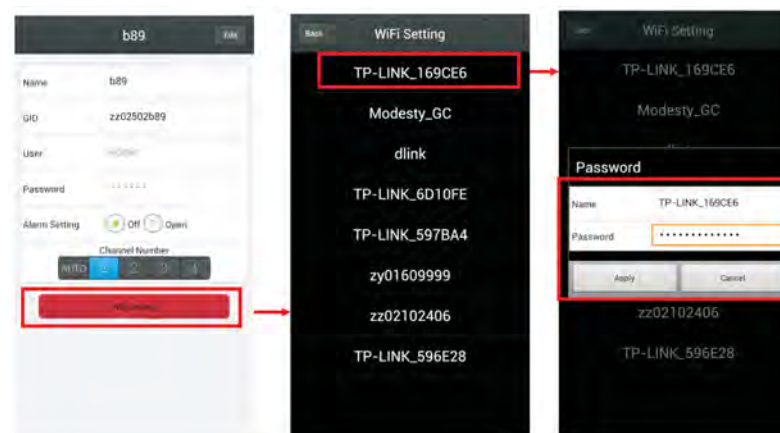 b89
Edit
Name b89
GID zz02502b89
User
Password ······
Alarm Setting Off Open
Channel Number
AUTO 1 2 3 4
Back WiFi Setting
TP-LINK_169CE6
Modesty_GC
dlink
TP-LINK_6D10FE
TP-LINK_597BA4
zy01609999
zz02102406
TP-LINK_596E28
WiFi Setting
TP-LINK_169CE6
Modesty_GC
Password
Name TP-LINK_169CE6
Password ·············
Apply Cancel
zz02102406
TP-LINK_596E28